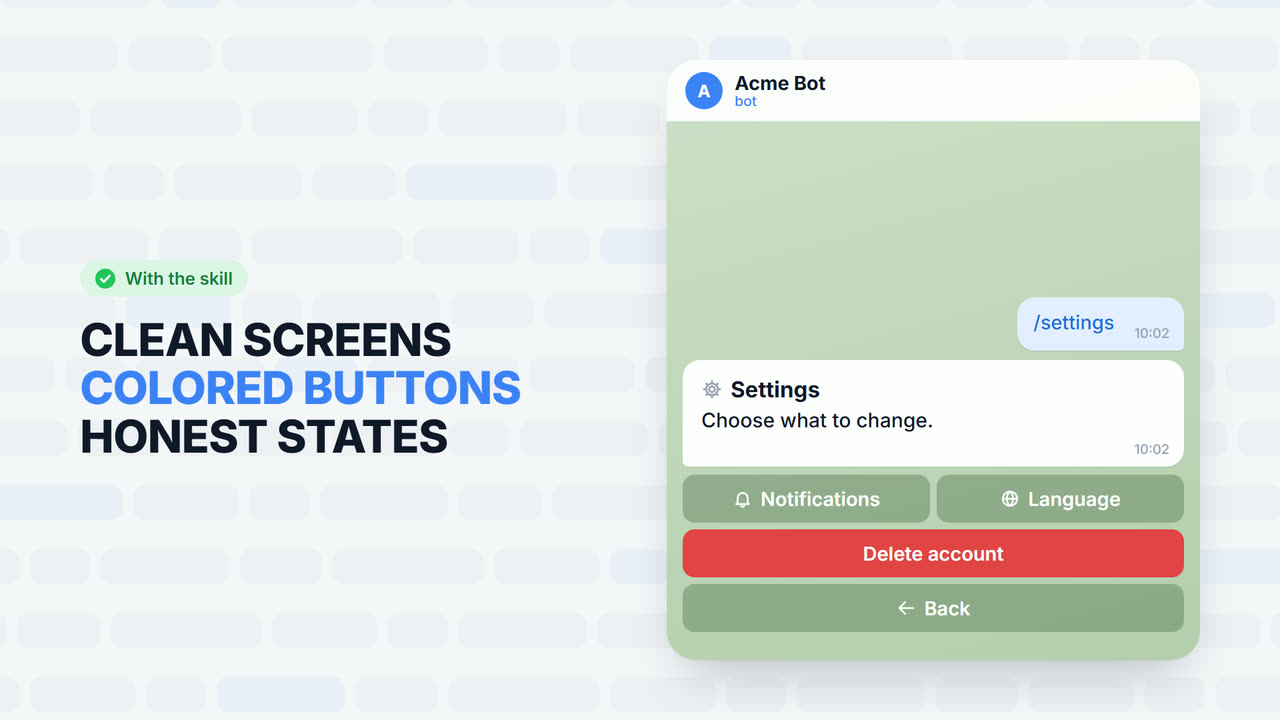 With the skill
CLEAN SCREENS
COLORED BUTTONS
HONEST STATES
A
Acme Bot
bot
/settings
10:02
Settings
Choose what to change.
10:02
Notifications
Language
Delete account
Back